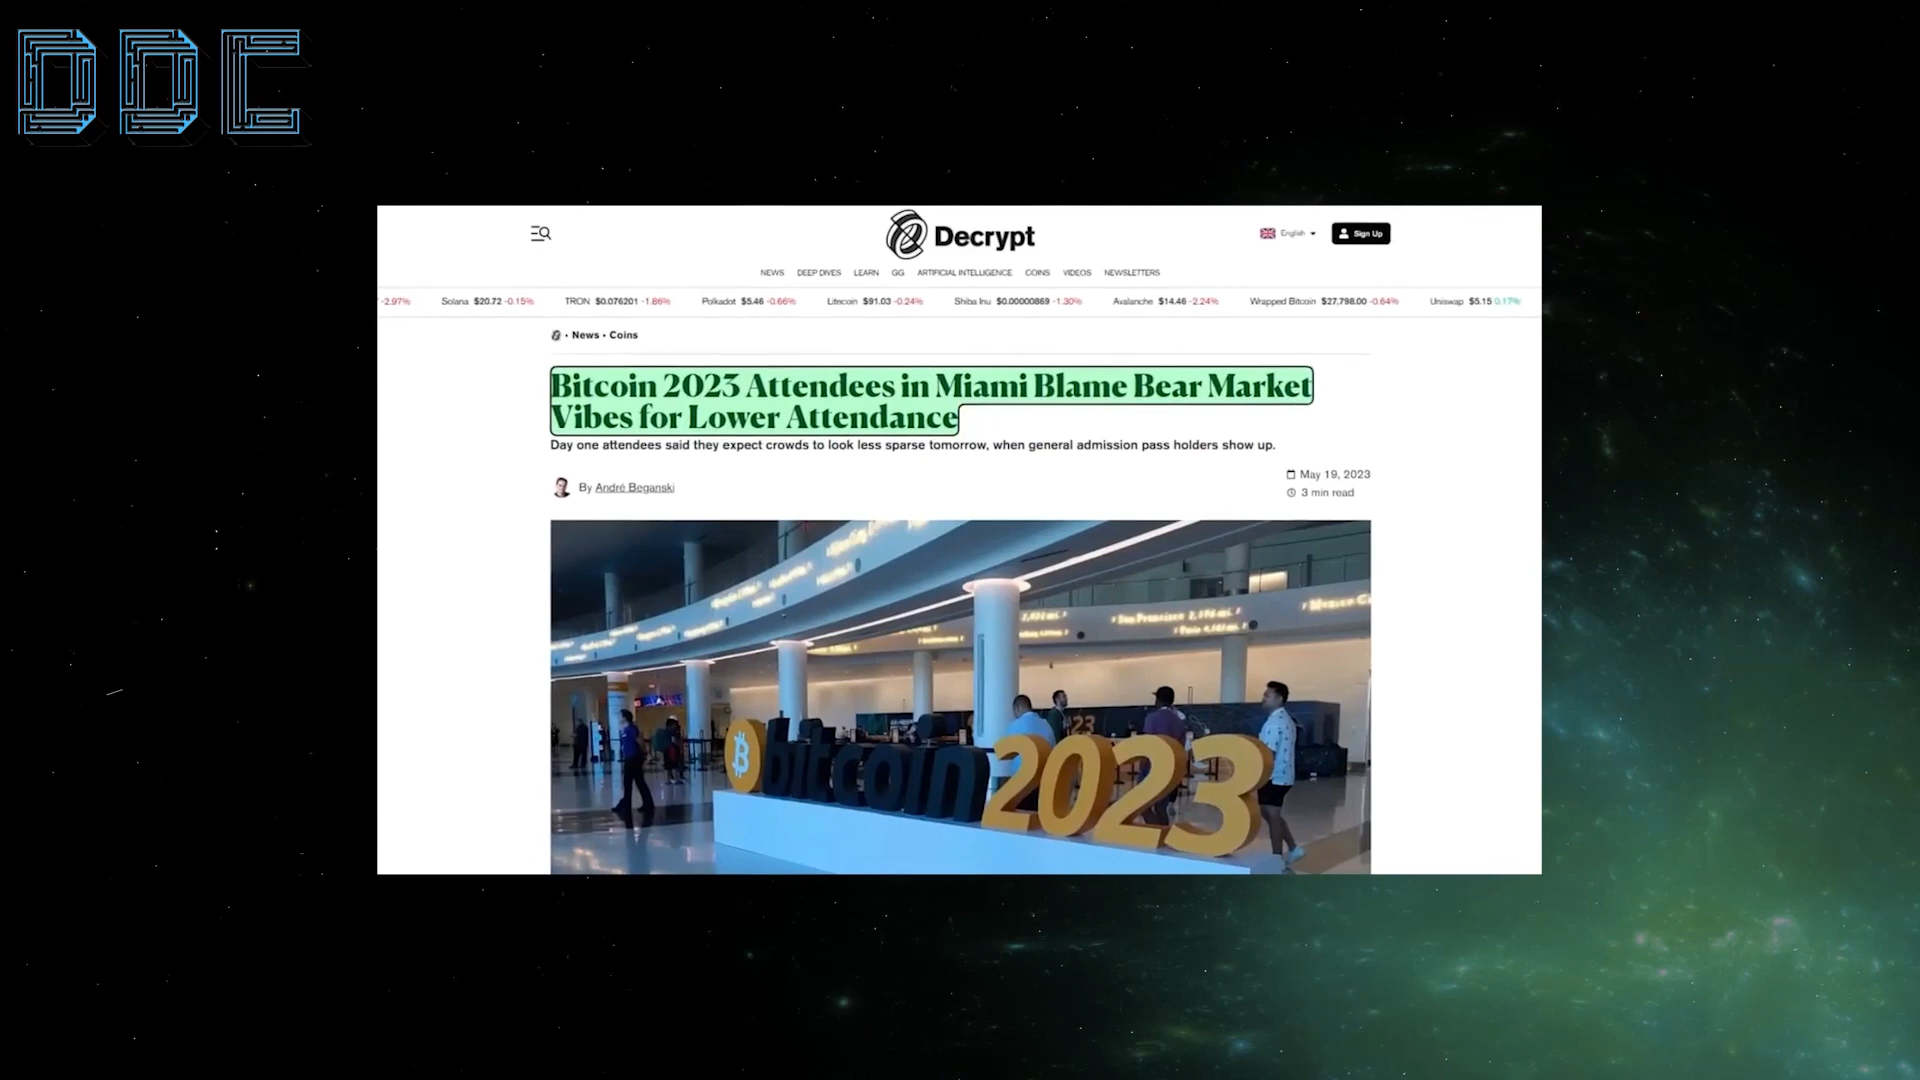 DDC
Decrypt
English
Sign Up
NEWS DEEP DIVES LEARN GG ARTIFICIAL INTELLIGENCE COINS VIDEOS NEWSLETTERS
-2.97% Solana $20.72 -0.15% TRON $0.076201 -1.86% Polkadot $5.46 -0.66% Litecoin $91.03 -0.24% Shiba Inu $0.00000869 -1.30% Avalanche $14.46 -2.24% Wrapped Bitcoin $27,798.00 -0.64% Uniswap $5.15 0.17%
• News • Coins
Bitcoin 2023 Attendees in Miami Blame Bear Market
Vibes for Lower Attendance
Day one attendees said they expect crowds to look less sparse tomorrow, when general admission pass holders show up.
By André Beganski
May 19, 2023
3 min read
San Francisco
Paris
Mexico
23
bitcoin 2023